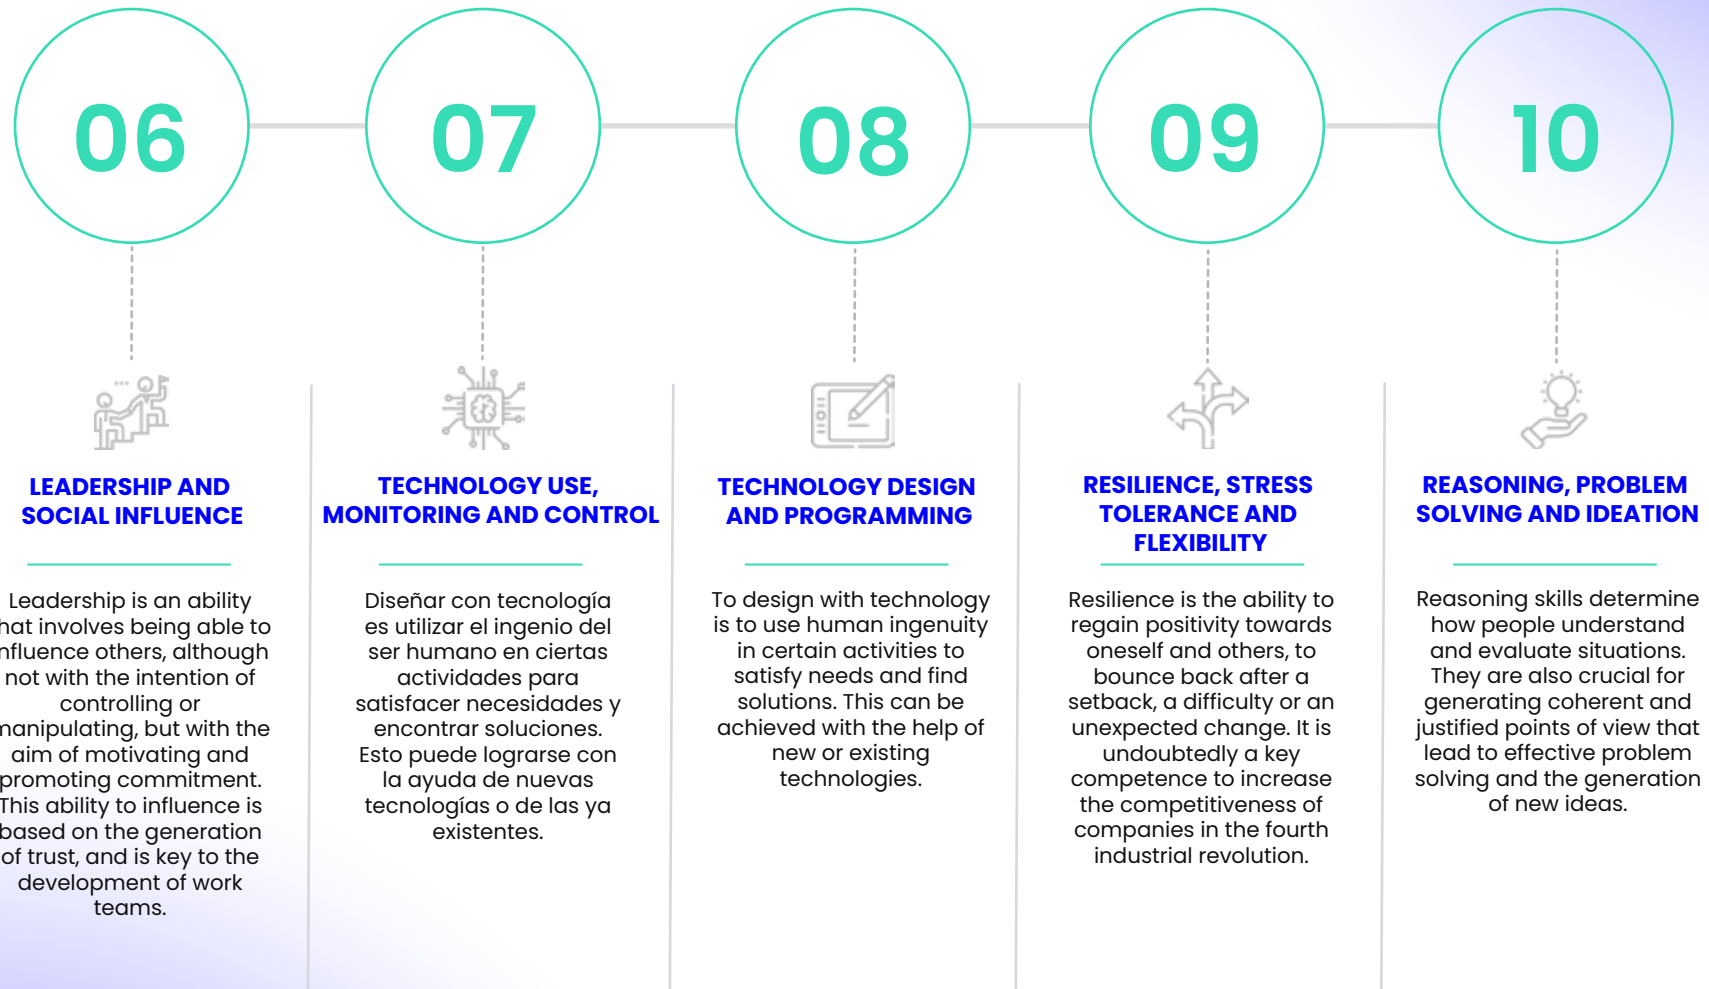 06
LEADERSHIP AND
SOCIAL INFLUENCE
Leadership is an ability
hat involves being able to
nfluence others, although
not with the intention of
controlling or
manipulating, but with the
aim of motivating and
promoting commitment.
This ability to influence is
based on the generation
of trust, and is key to the
development of work
teams.
07
TECHNOLOGY USE,
MONITORING AND CONTROL
Diseñar con tecnología
es utilizar el ingenio del
ser humano en ciertas
actividades para
satisfacer necesidades y
encontrar soluciones.
Esto puede lograrse con
la ayuda de nuevas
tecnologías o de las ya
existentes.
08
TECHNOLOGY DESIGN
AND PROGRAMMING
To design with technology
is to use human ingenuity
in certain activities to
satisfy needs and find
solutions. This can be
achieved with the help of
new or existing
technologies.
09
RESILIENCE, STRESS
TOLERANCE AND
FLEXIBILITY
Resilience is the ability to
regain positivity towards
oneself and others, to
bounce back after a
setback, a difficulty or an
unexpected change. It is
undoubtedly a key
competence to increase
the competitiveness of
companies in the fourth
industrial revolution.
10
REASONING, PROBLEM
SOLVING AND IDEATION
Reasoning skills determine
how people understand
and evaluate situations.
They are also crucial for
generating coherent and
justified points of view that
lead to effective problem
solving and the generation
of new ideas.